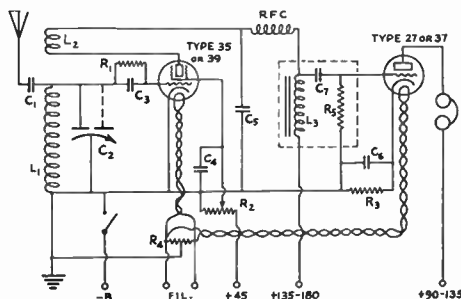 RFC
L2
TYPE 35
OR 39
TYPE 27 OR 37
R1
C1
C3
C7
C2
C5
L3
R5
L1
C4
C6
R2
R3
R4
-B
FIL.
+45
+135-180
+90-135